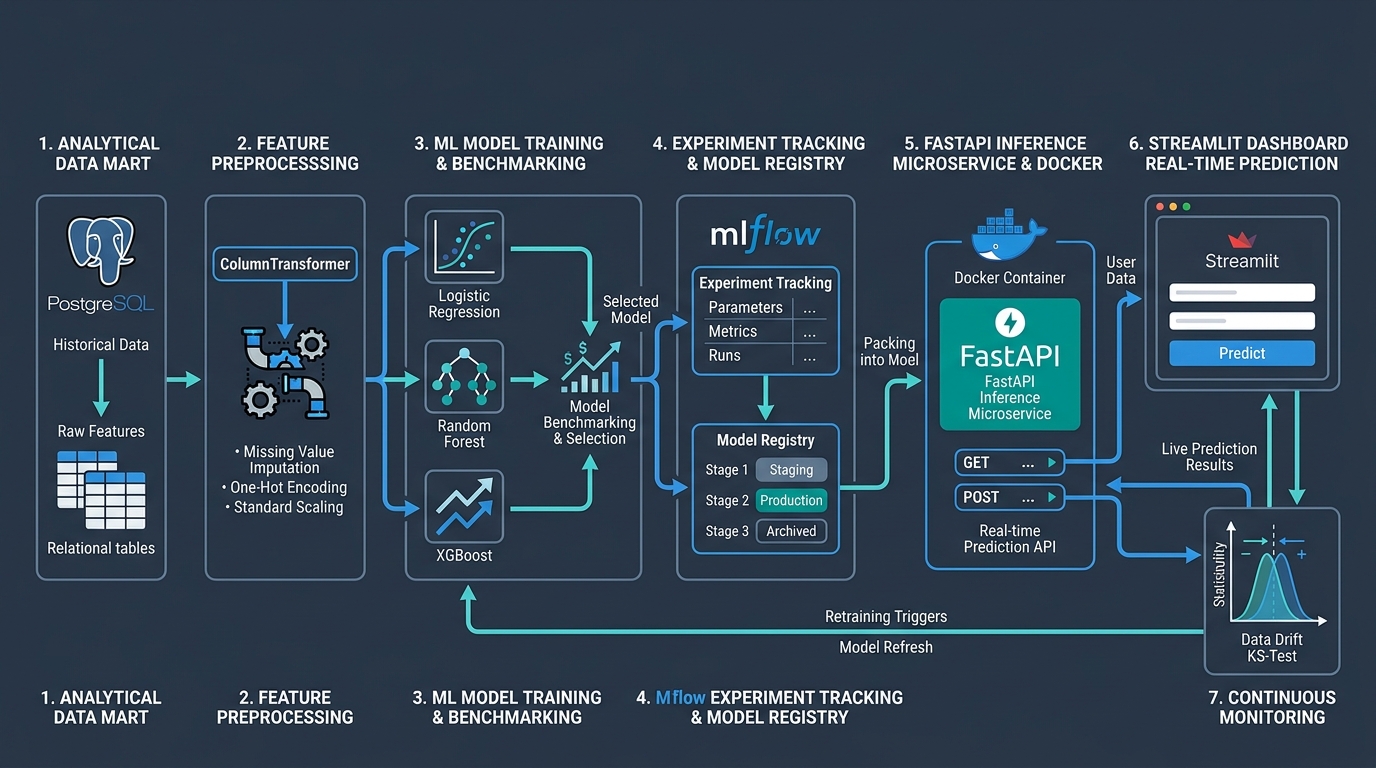 1. ANALYTICAL
DATA MART
2. FEATURE
PREPROCESSSING
3. ML MODEL TRAINING
& BENCHMARKING
4. EXPERIMENT TRACKING
& MODEL REGISTRY
5. FASTAPI INFERENCE
MICROSERVICE & DOCKER
6. STREAMLIT DASHBOARD
REAL-TIME PREDICTION
PostgreSQL
Historical Data
Raw Features
Relational tables
ColumnTransformer
• Missing Value
Imputation
• One-Hot Encoding
• Standard Scaling
Logistic
Regression
Random
Forest
XGBoost
Selected
Model
$ $
Model
Benchmarking
& Selection
mlflow
Experiment Tracking
Parameters ...
Metrics ...
Runs ...
Model Registry
Stage 1 Staging
Stage 2 Production
Stage 3 Archived
Packing
into Moel
Docker Container
FastAPI
FastAPI
Inference
Microservice
GET ...
POST ...
Real-time
Prediction API
User
Data
Streamlit
Predict
Live Prediction
Results
− +
Data Drift
KS-Test
Retraining Triggers
Model Refresh
1. ANALYTICAL
DATA MART
2. FEATURE
PREPROCESSING
3. ML MODEL TRAINING
& BENCHMARKING
4. Mflow EXPERIMENT TRACKING
& MODEL REGISTRY
7. CONTINUOUS
MONITORING